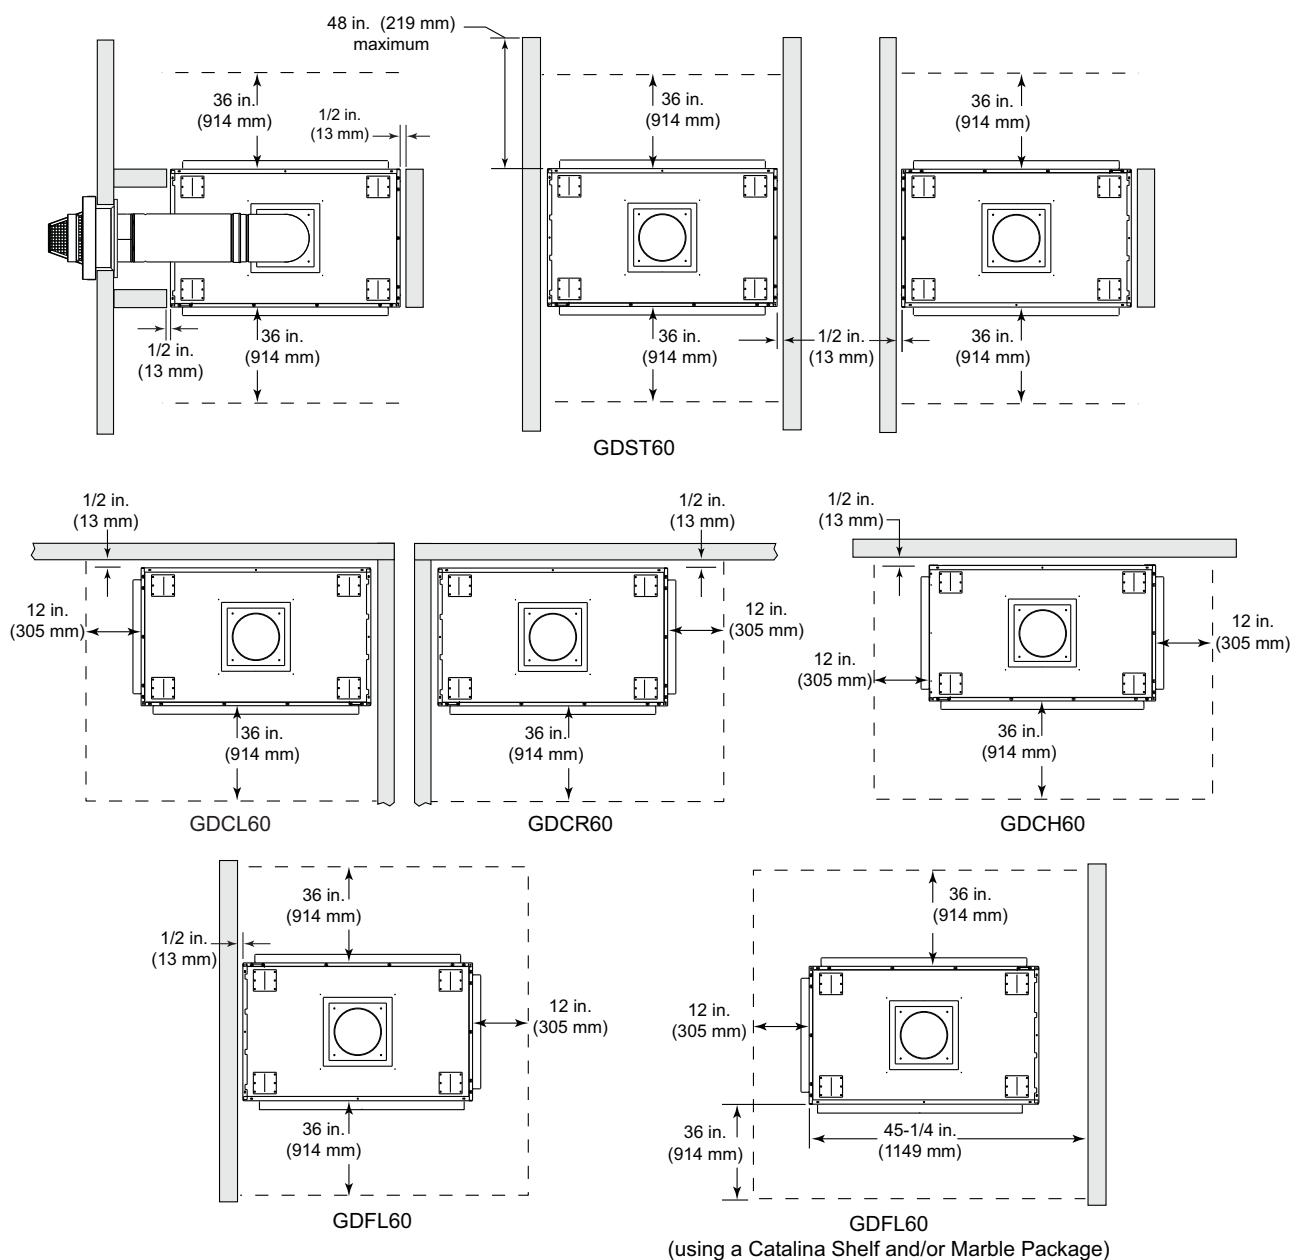 48 in. (219 mm)
maximum
36 in.
(914 mm)
1/2 in.
(13 mm)
36 in.
(914 mm)
36 in.
(914 mm)
1/2 in.
(13 mm)
36 in.
(914 mm)
36 in.
(914 mm)
1/2 in.
(13 mm)
36 in.
(914 mm)
GDST60
1/2 in.
(13 mm)
1/2 in.
(13 mm)
1/2 in.
(13 mm)
12 in.
(305 mm)
12 in.
(305 mm)
12 in.
(305 mm)
12 in.
(305 mm)
36 in.
(914 mm)
36 in.
(914 mm)
36 in.
(914 mm)
GDCL60
GDCR60
GDCH60
36 in.
(914 mm)
36 in.
(914 mm)
1/2 in.
(13 mm)
12 in.
(305 mm)
12 in.
(305 mm)
36 in.
(914 mm)
36 in.
(914 mm)
45-1/4 in.
(1149 mm)
GDFL60
GDFL60
(using a Catalina Shelf and/or Marble Package)